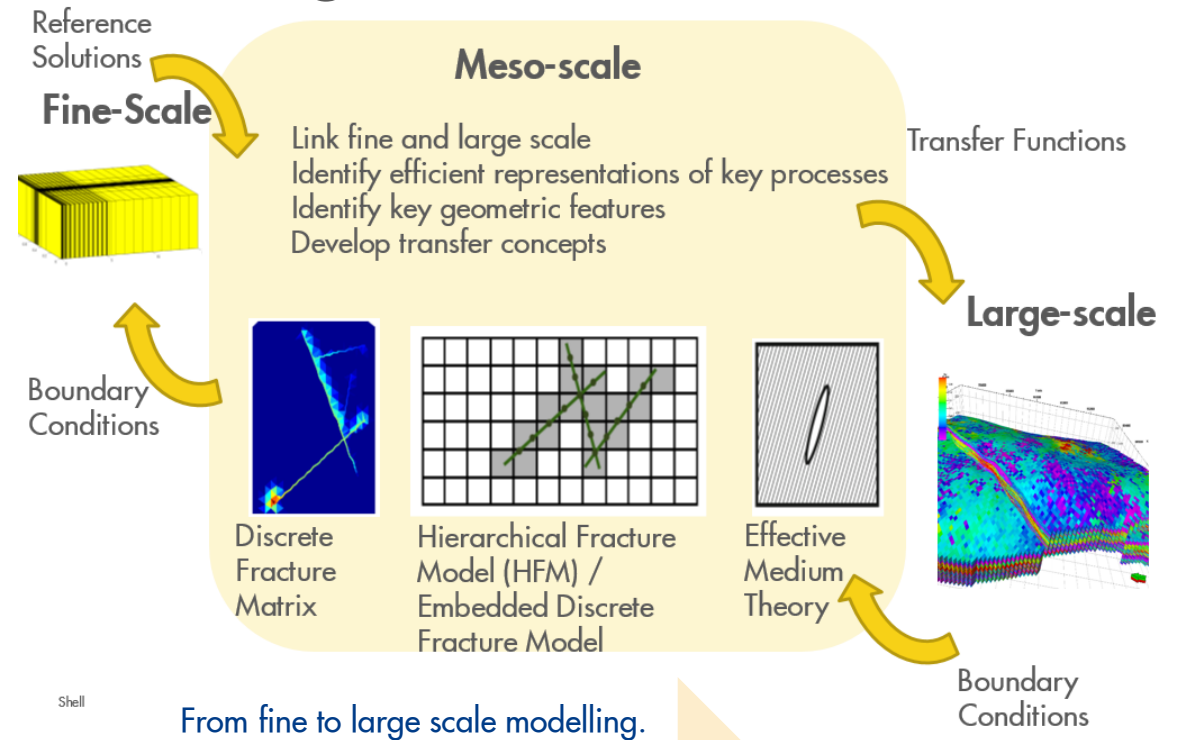 Reference
Solutions
Fine-Scale
Meso-scale
Link fine and large scale
Identify efficient representations of key processes
Identify key geometric features
Develop transfer concepts
Transfer Functions
Large-scale
Boundary
Conditions
Discrete
Fracture
Matrix
Hierarchical Fracture
Model (HFM) /
Embedded Discrete
Fracture Model
Effective
Medium
Theory
Boundary
Conditions
Shell
From fine to large scale modelling.